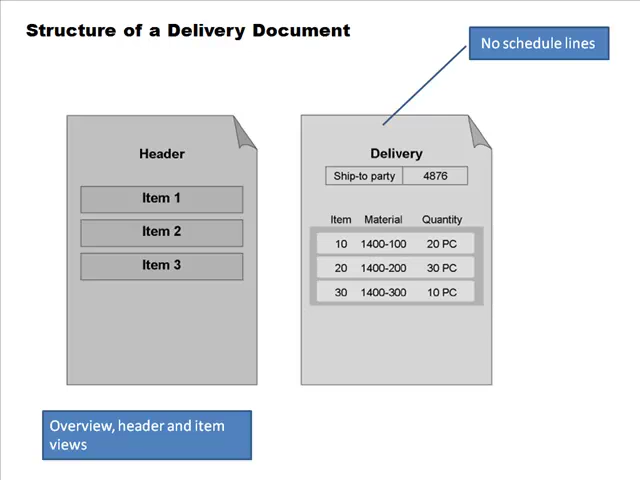 Structure of a Delivery Document
No schedule lines
Header
Item 1
Item 2
Item 3
Delivery
Ship-to party 4876
Item Material Quantity
10 1400-100 20 PC
20 1400-200 30 PC
30 1400-300 10 PC
Overview, header and item
views